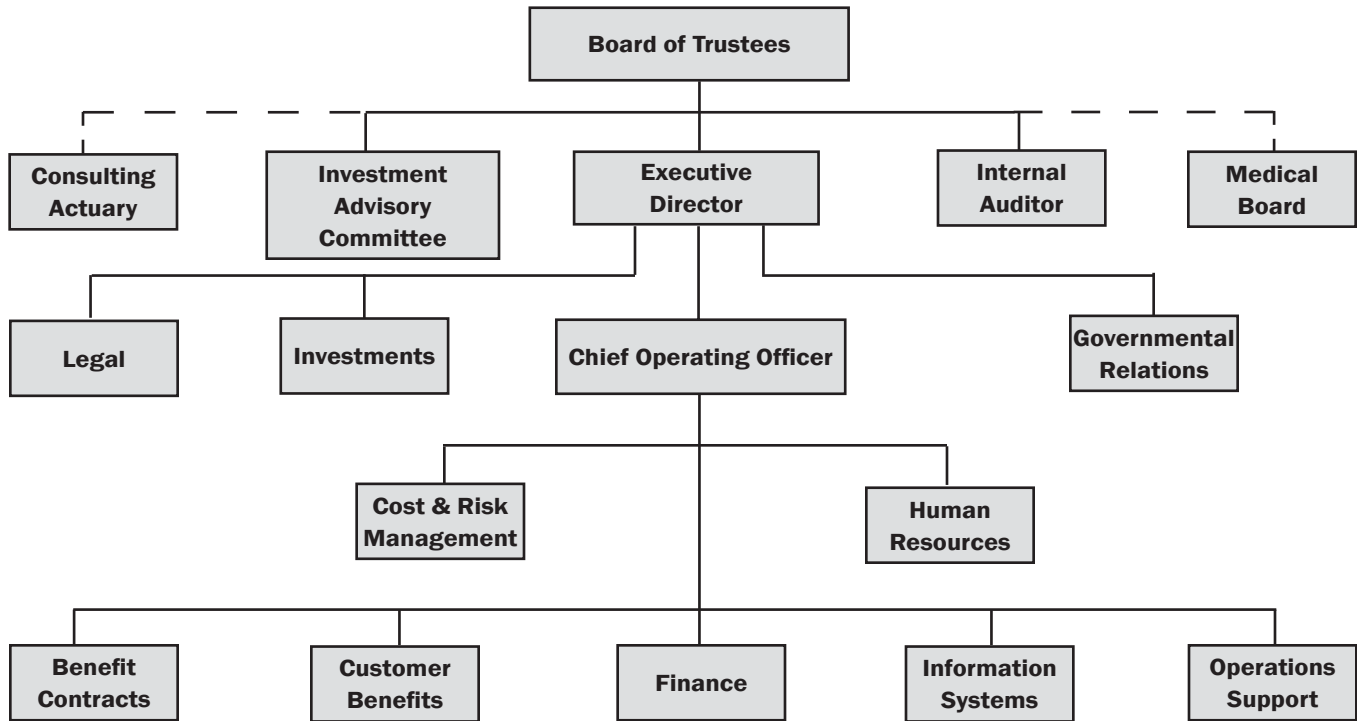 Board of Trustees
Consulting
Actuary
Investment
Advisory
Committee
Executive
Director
Internal
Auditor
Medical
Board
Legal
Investments
Chief Operating Officer
Governmental
Relations
Cost & Risk
Management
Human
Resources
Benefit
Contracts
Customer
Benefits
Finance
Information
Systems
Operations
Support